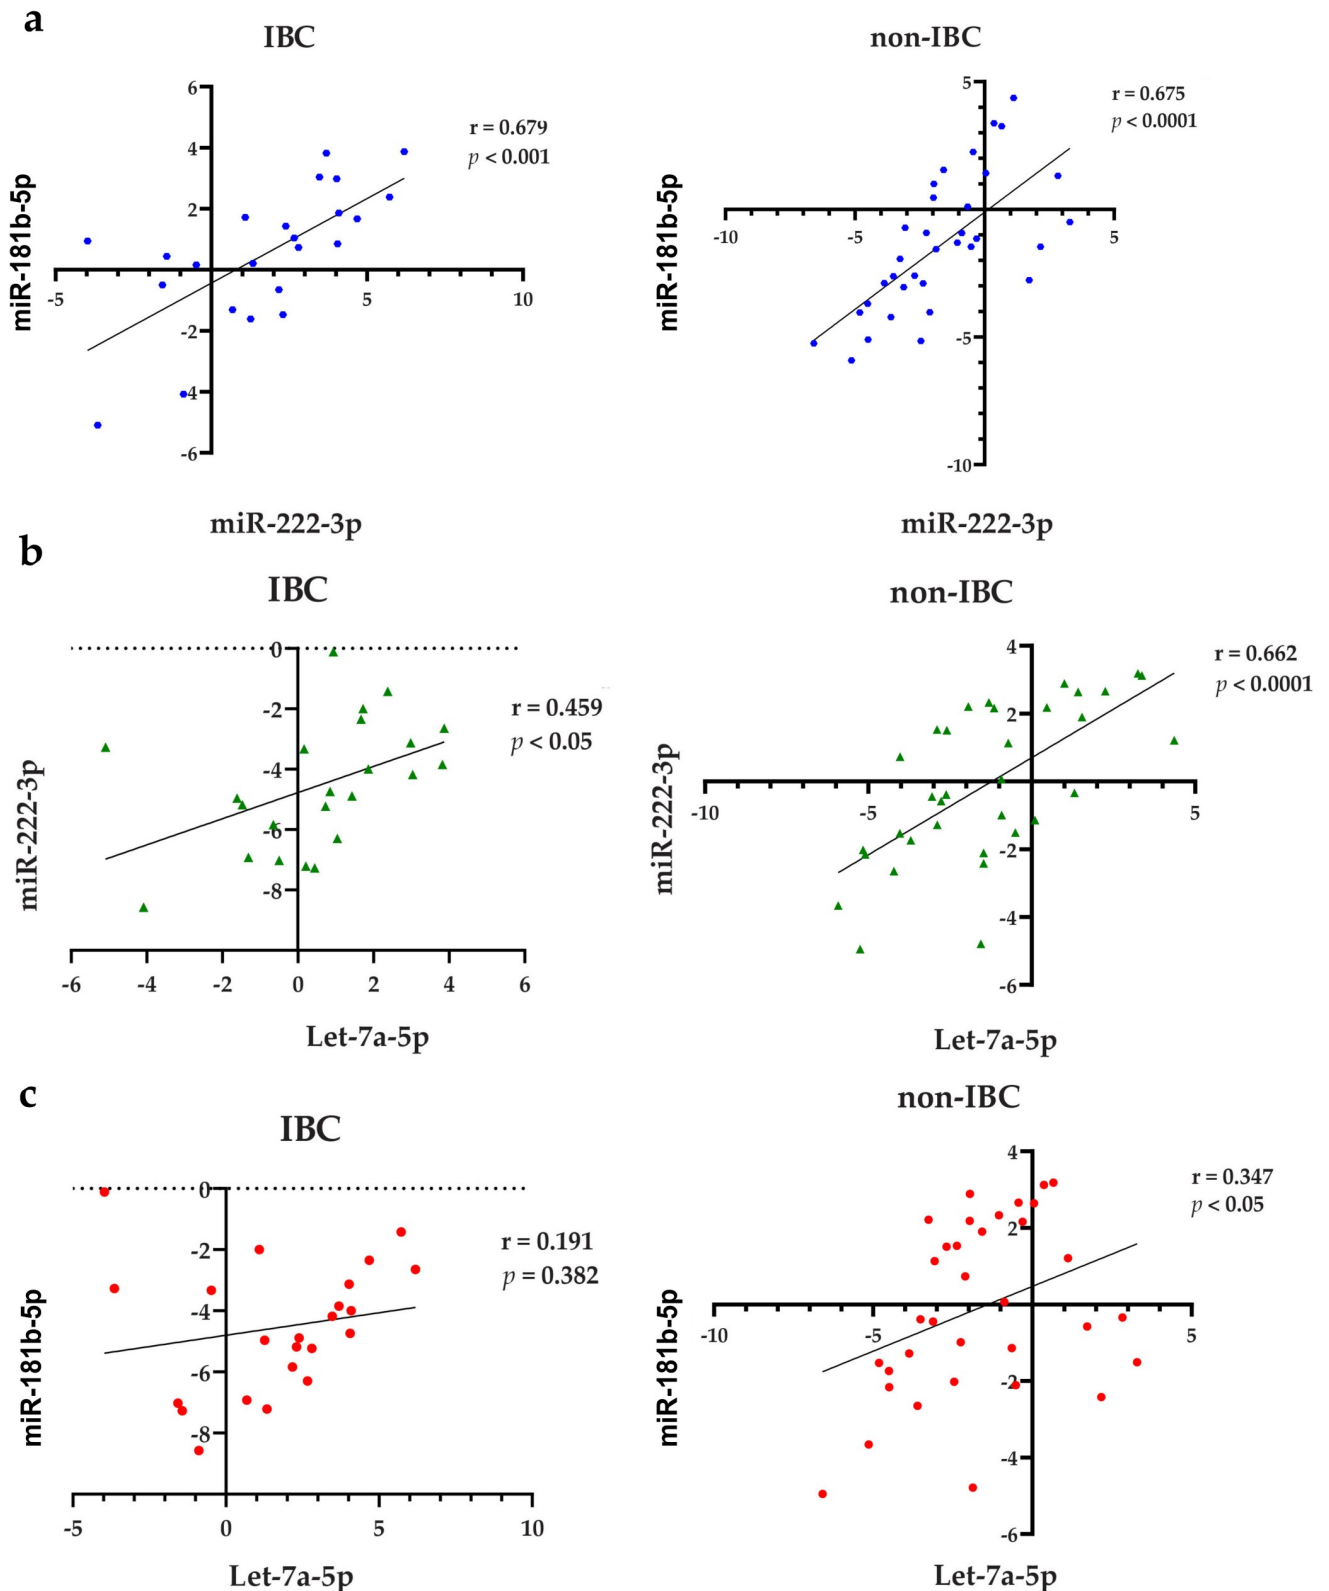 a
IBC
6
4
2
-2
-4
-6
-5
5
10
r = 0.679
p < 0.001
miR-181b-5p
miR-222-3p
non-IBC
5
-5
-10
-10
-5
5
r = 0.675
p < 0.0001
miR-181b-5p
miR-222-3p
b
IBC
0
-2
-4
-6
-8
-6
-4
-2
0
2
4
6
r = 0.459
p < 0.05
miR-222-3p
Let-7a-5p
non-IBC
4
2
-2
-4
-6
-10
-5
5
r = 0.662
p < 0.0001
miR-222-3p
Let-7a-5p
c
IBC
0
-2
-4
-6
-8
-5
0
5
10
r = 0.191
p = 0.382
miR-181b-5p
Let-7a-5p
non-IBC
4
2
-2
-4
-6
-10
-5
5
r = 0.347
p < 0.05
miR-181b-5p
Let-7a-5p